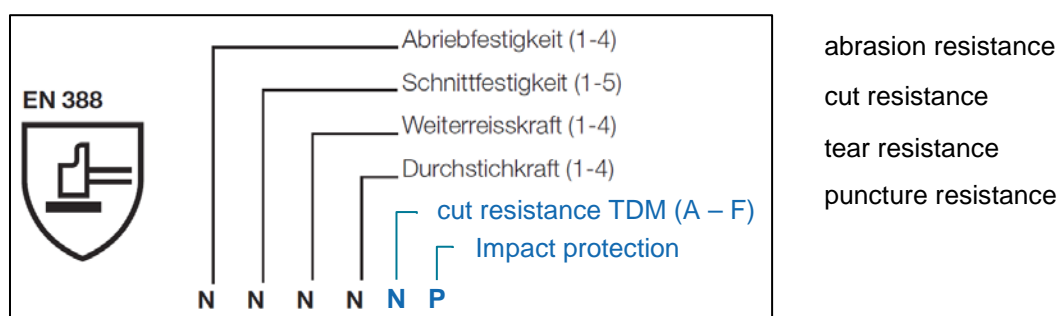 Abriebfestigkeit (1-4)
abrasion resistance
Schnittfestigkeit (1-5)
cut resistance
EN 388
Weiterreisskraft (1-4)
tear resistance
Durchstichkraft (1-4)
puncture resistance
cut resistance TDM (A – F)
Impact protection
N N N N N P